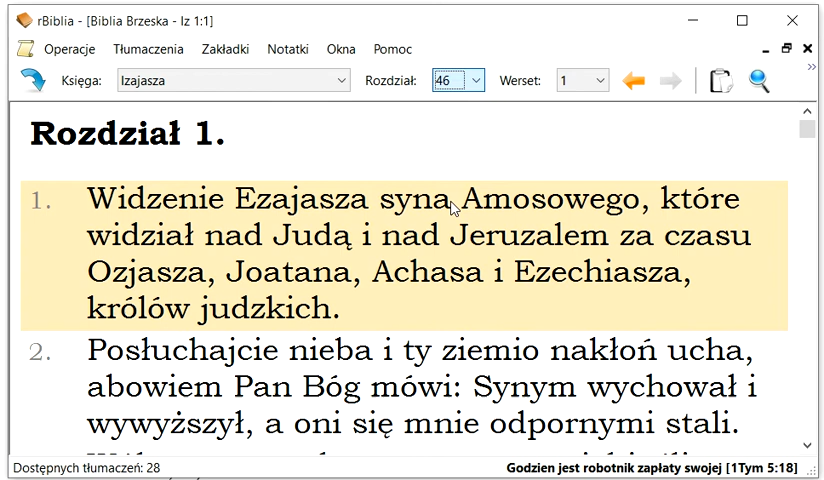 rBiblia - [Biblia Brzeska - Iz 1:1]
Operacje Tłumaczenia Zakładki Notatki Okna Pomoc
Księga: Izajasza Rozdział: 46 Werset: 1
Rozdział 1.
1. Widzenie Ezajasza syna Amosowego, które
widział nad Judą i nad Jeruzalem za czasu
Ozjasza, Joatana, Achasa i Ezechiasza,
królów judzkich.
2. Posłuchajcie nieba i ty ziemio nakłoń ucha,
abowiem Pan Bóg mówi: Synym wychował i
wywyższył, a oni się mnie odpornymi stali.
Dostępnych tłumaczeń: 28 Godzien jest robotnik zapłaty swojej [1Tym 5:18]